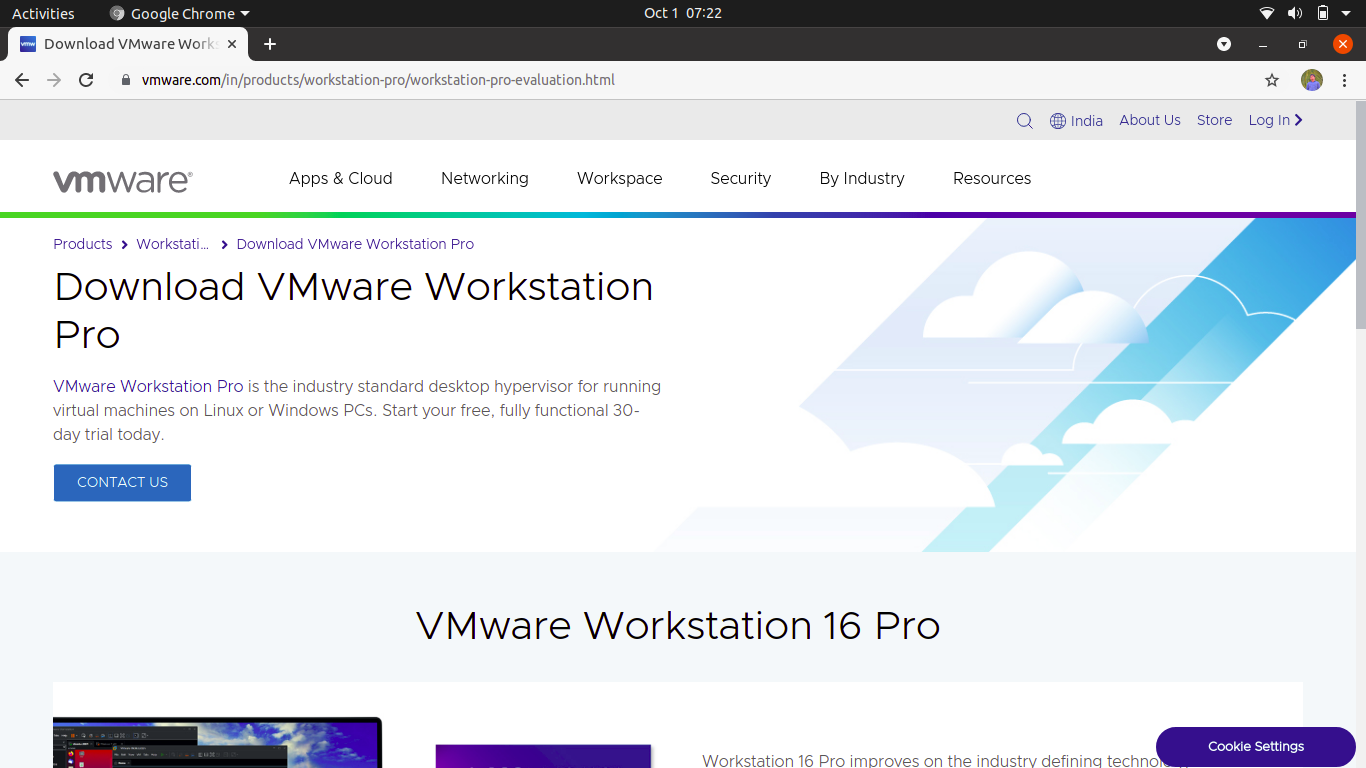 Activities
Google Chrome
Oct 1 07:22
vmw
Download VMware Works
vmware.com/in/products/workstation-pro/workstation-pro-evaluation.html
India
About Us
Store
Log In
vmware®
Apps & Cloud
Networking
Workspace
Security
By Industry
Resources
Products
Workstati...
Download VMware Workstation Pro
Download VMware Workstation
Pro
VMware Workstation Pro is the industry standard desktop hypervisor for running
virtual machines on Linux or Windows PCs. Start your free, fully functional 30-
day trial today.
CONTACT US
VMware Workstation 16 Pro
Workstation 16 Pro improves on the industry defining
Cookie Settings